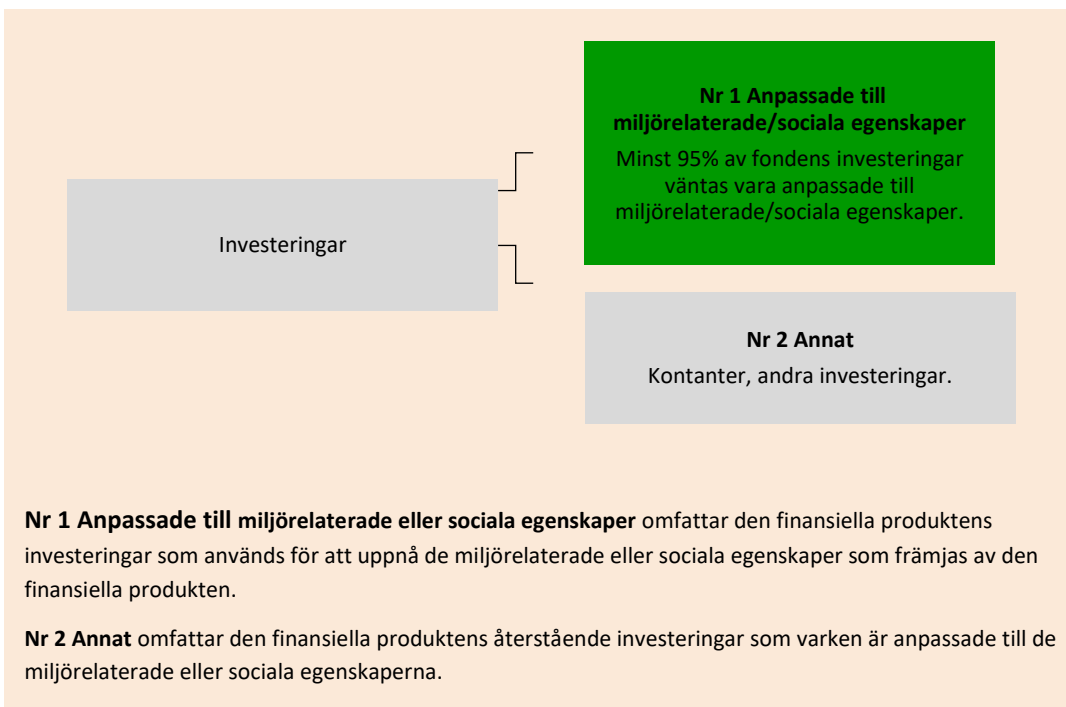 Nr 1 Anpassade till
miljörelaterade/sociala egenskaper
Minst 95% av fondens investeringar
väntas vara anpassade till
miljörelaterade/sociala egenskaper.
Investeringar
Nr 2 Annat
Kontanter, andra investeringar.
Nr 1 Anpassade till miljörelaterade eller sociala egenskaper omfattar den finansiella produktens
investeringar som används för att uppnå de miljörelaterade eller sociala egenskaper som främjas av den
finansiella produkten.
Nr 2 Annat omfattar den finansiella produktens återstående investeringar som varken är anpassade till de
miljörelaterade eller sociala egenskaperna.